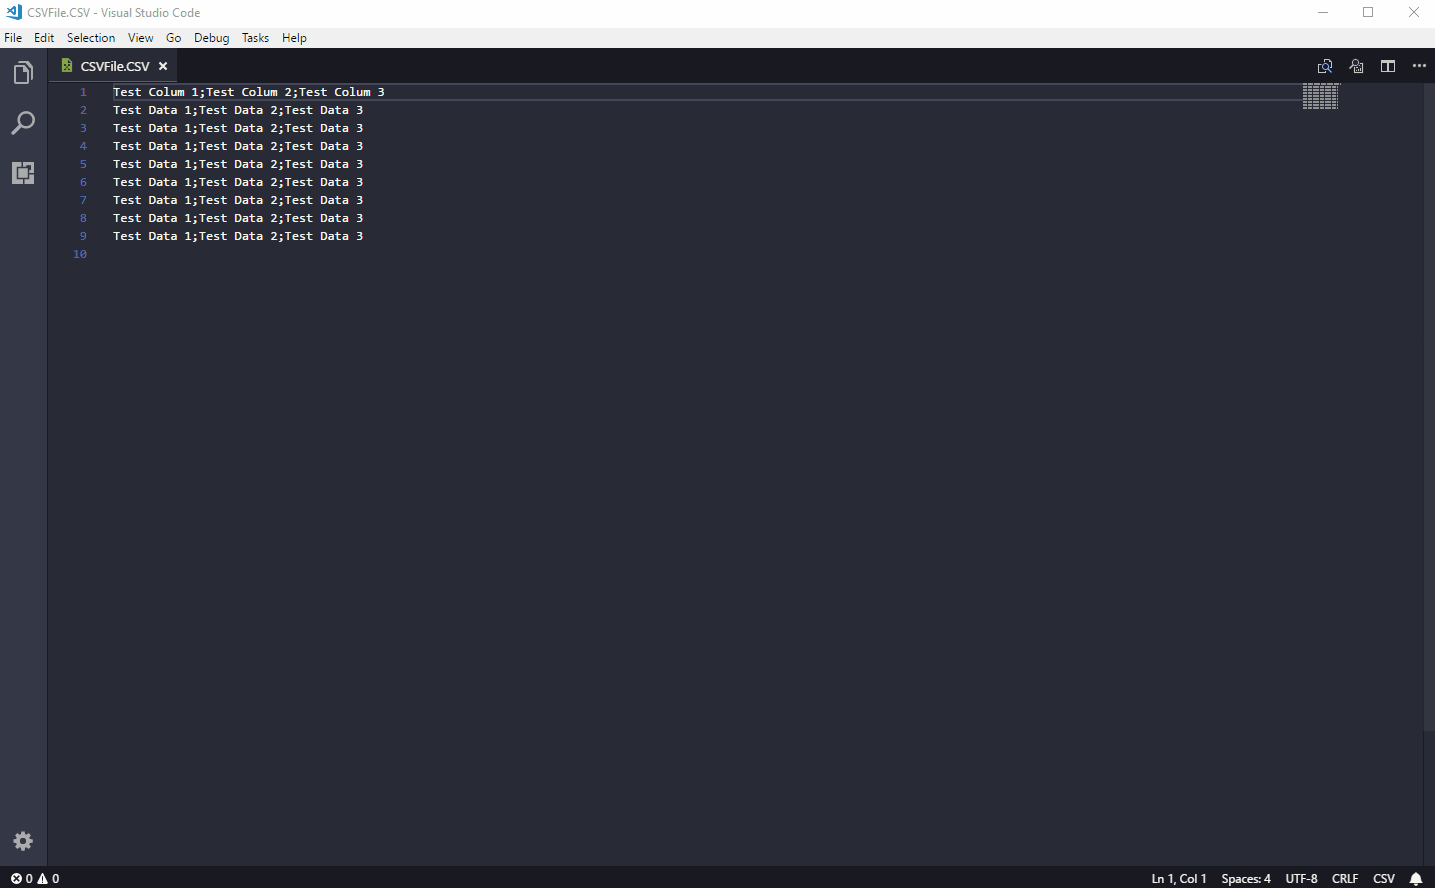 CSVFile.CSV - Visual Studio Code
File Edit Selection View Go Debug Tasks Help
CSVFile.CSV
1 Test Colum 1;Test Colum 2;Test Colum 3
2 Test Data 1;Test Data 2;Test Data 3
3 Test Data 1;Test Data 2;Test Data 3
4 Test Data 1;Test Data 2;Test Data 3
5 Test Data 1;Test Data 2;Test Data 3
6 Test Data 1;Test Data 2;Test Data 3
7 Test Data 1;Test Data 2;Test Data 3
8 Test Data 1;Test Data 2;Test Data 3
9 Test Data 1;Test Data 2;Test Data 3
10
0 0 Ln 1, Col 1 Spaces: 4 UTF-8 CRLF CSV